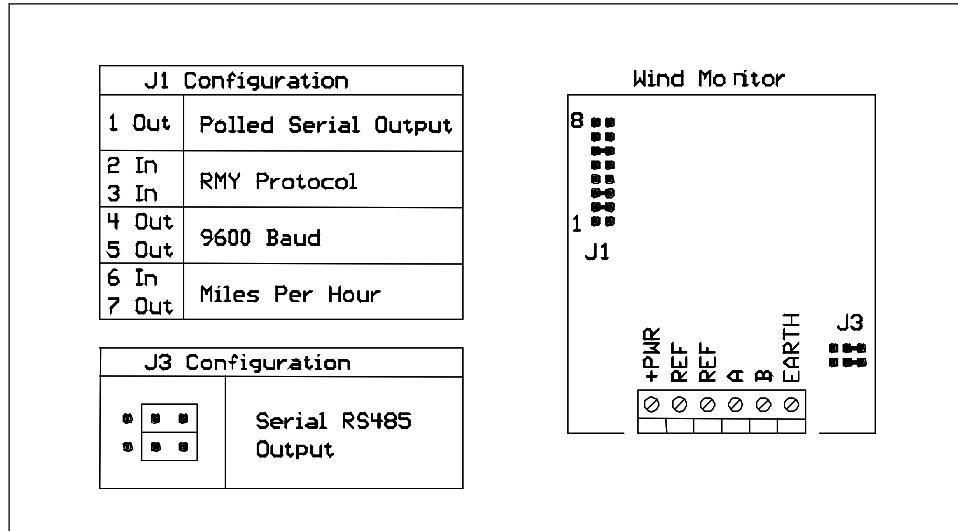 J1 Configuration
1 Out Polled Serial Output
2 In
3 In
RMY Protocol
4 Out
5 Out
9600 Baud
6 In
7 Out
Miles Per Hour
J3 Configuration
Serial RS485
Output
Wind Monitor
8
1
J1
J3
+PWR
REF
REF
A
B
EARTH